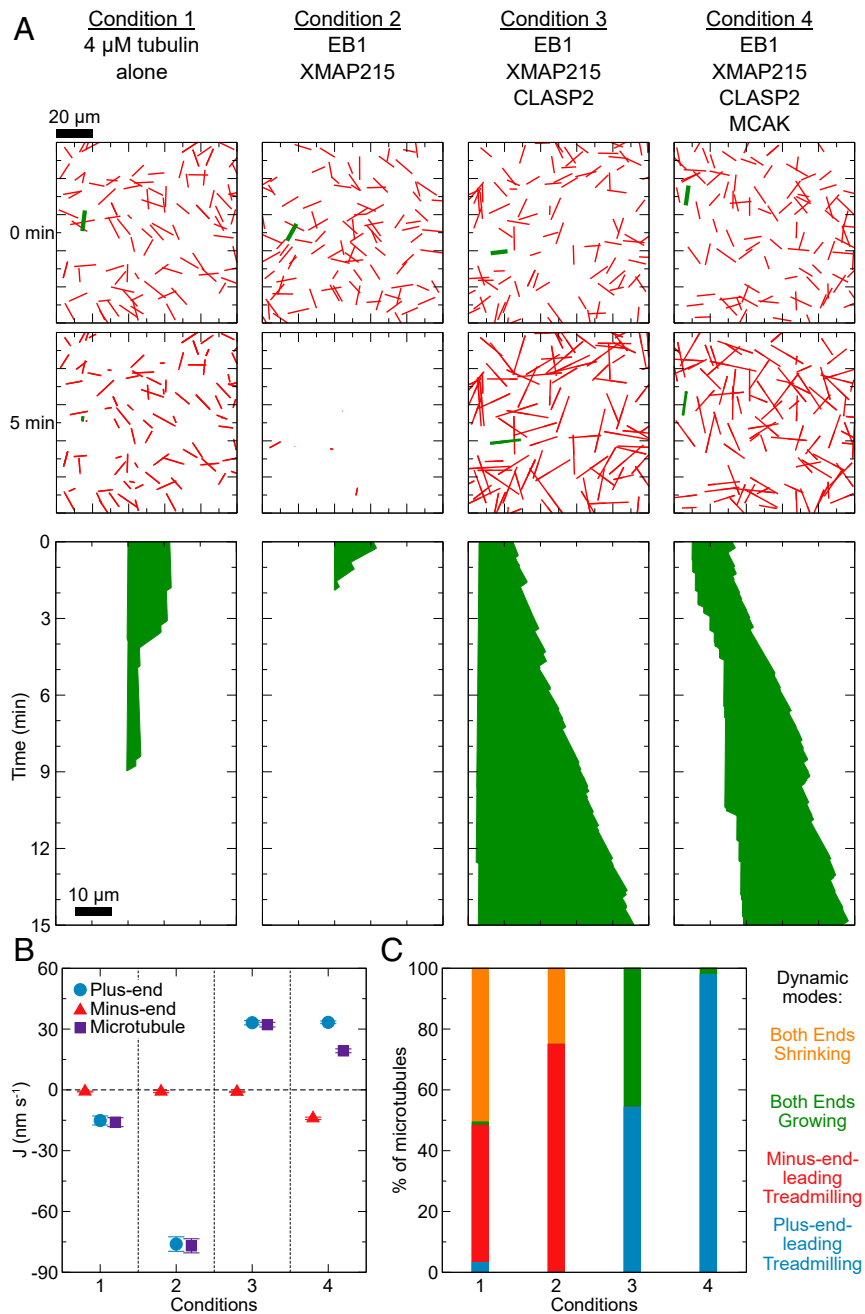 A
Condition 1
4 µM tubulin
alone
Condition 2
EB1
XMAP215
Condition 3
EB1
XMAP215
CLASP2
Condition 4
EB1
XMAP215
CLASP2
MCAK
20 µm
0 min
5 min
0
3
6
9
12
15
Time (min)
10 µm
B
60
30
0
-30
-60
-90
J (nm s⁻¹)
Plus-end
Minus-end
Microtubule
1 2 3 4
Conditions
C
100
80
60
40
20
0
% of microtubules
1 2 3 4
Conditions
Dynamic
modes:
Both Ends
Shrinking
Both Ends
Growing
Minus-end-
leading
Treadmilling
Plus-end-
leading
Treadmilling